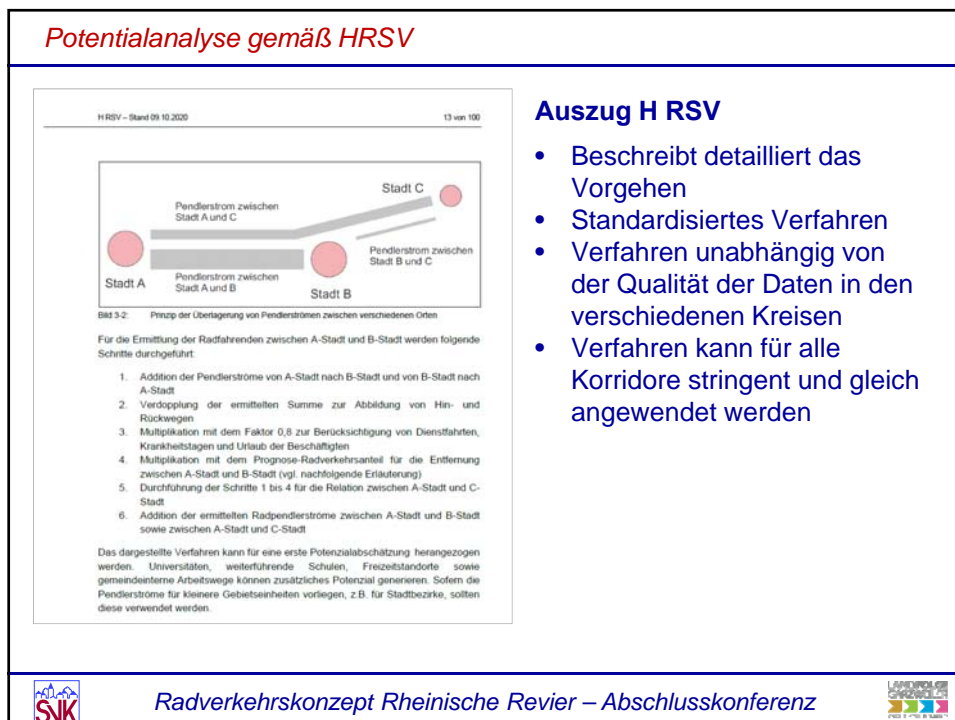 Potentialanalyse gemäß HRSV
H RSV – Stand 09.10.2020
13 von 100
Stadt C
Pendlerstrom zwischen
Stadt A und C
Pendlerstrom zwischen
Stadt B und C
Stadt A
Pendlerstrom zwischen
Stadt A und B
Stadt B
Bild 3-2: Prinzip der Überlagerung von Pendlerströmen zwischen verschiedenen Orten
Für die Ermittlung der Radfahrenden zwischen A-Stadt und B-Stadt werden folgende
Schritte durchgeführt:
1. Addition der Pendlerströme von A-Stadt nach B-Stadt und von B-Stadt nach
A-Stadt
2. Verdopplung der ermittelten Summe zur Abbildung von Hin- und
Rückwegen
3. Multiplikation mit dem Faktor 0,8 zur Berücksichtigung von Dienstfahrten,
Krankheitstagen und Urlaub der Beschäftigten
4. Multiplikation mit dem Prognose-Radverkehrsanteil für die Entfernung
zwischen A-Stadt und B-Stadt (vgl. nachfolgende Erläuterung)
5. Durchführung der Schritte 1 bis 4 für die Relation zwischen A-Stadt und C-
Stadt
6. Addition der ermittelten Radpendlerströme zwischen A-Stadt und B-Stadt
sowie zwischen A-Stadt und C-Stadt
Das dargestellte Verfahren kann für eine erste Potenzialabschätzung herangezogen
werden. Universitäten, weiterführende Schulen, Freizeitstandorte sowie
gemeindeinterne Arbeitswege können zusätzliches Potenzial generieren. Sofern die
Pendlerströme für kleinere Gebietseinheiten vorliegen, z.B. für Stadtbezirke, sollten
diese verwendet werden.
Auszug H RSV
• Beschreibt detailliert das
Vorgehen
• Standardisiertes Verfahren
• Verfahren unabhängig von
der Qualität der Daten in den
verschiedenen Kreisen
• Verfahren kann für alle
Korridore stringent und gleich
angewendet werden
SVK
Radverkehrskonzept Rheinische Revier – Abschlusskonferenz